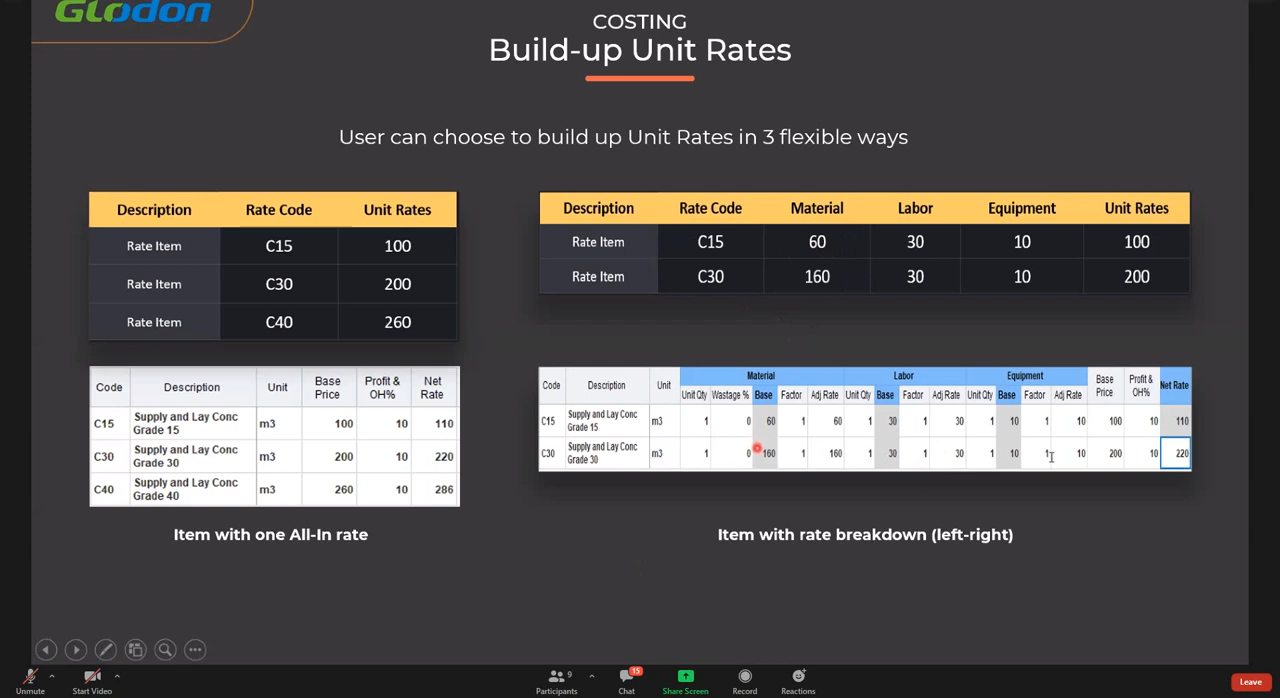 Glodon
COSTING
Build-up Unit Rates
User can choose to build up Unit Rates in 3 flexible ways
Description Rate Code Unit Rates
Rate Item C15 100
Rate Item C30 200
Rate Item C40 260
Description Rate Code Material Labor Equipment Unit Rates
Rate Item C15 60 30 10 100
Rate Item C30 160 30 10 200
Code Description Unit Base Price Profit & OH% Net Rate
C15 Supply and Lay Conc Grade 15 m3 100 10 110
C30 Supply and Lay Conc Grade 30 m3 200 10 220
C40 Supply and Lay Conc Grade 40 m3 260 10 286
Material Labor Equipment
Code Description Unit Unit Qty Wastage % Base Factor Adj Rate Unit Qty Base Factor Adj Rate Unit Qty Base Factor Adj Rate Base Price Profit & OH% Net Rate
C15 Supply and Lay Conc Grade 15 m3 1 0 60 1 60 1 30 1 30 1 10 1 10 100 10 110
C30 Supply and Lay Conc Grade 30 m3 1 0 160 1 160 1 30 1 30 1 10 1 10 200 10 220
Item with one All-In rate
Item with rate breakdown (left-right)
Unmute
Start Video
Participants 9
Chat 15
Share Screen
Record
Reactions
Leave